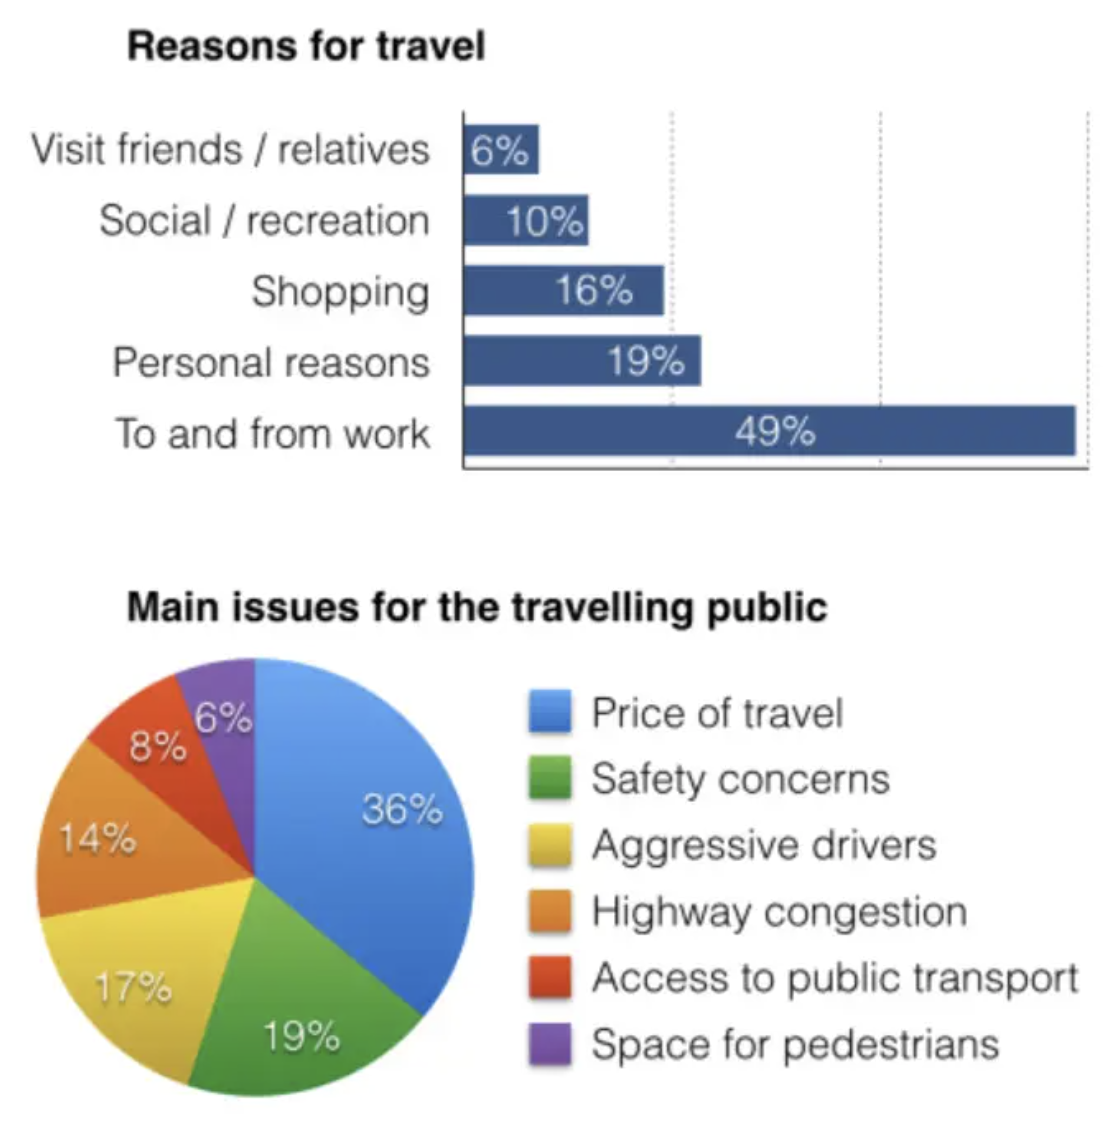 Reasons for travel
Visit friends / relatives 6%
Social / recreation 10%
Shopping 16%
Personal reasons 19%
To and from work 49%
Main issues for the travelling public
36%
19%
17%
14%
8%
6%
Price of travel
Safety concerns
Aggressive drivers
Highway congestion
Access to public transport
Space for pedestrians